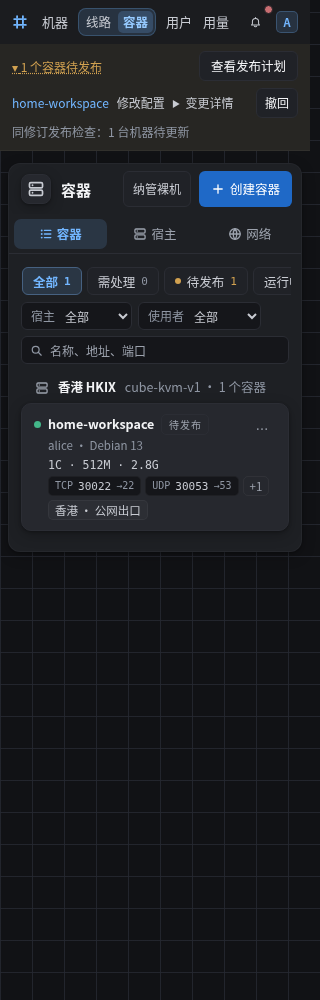 机器 线路 容器 用户 用量 A
▾ 1 个容器待发布 查看发布计划
home-workspace 修改配置 ▶ 变更详情 撤回
同修订发布检查：1 台机器待更新
容器 纳管裸机 + 创建容器
容器 宿主 网络
全部 1 需处理 0 待发布 1 运行
宿主 全部 使用者 全部
名称、地址、端口
香港 HKIX cube-kvm-v1 • 1 个容器
home-workspace 待发布 …
alice • Debian 13
1C · 512M · 2.8G
TCP 30022 →22 UDP 30053 →53 +1
香港 • 公网出口